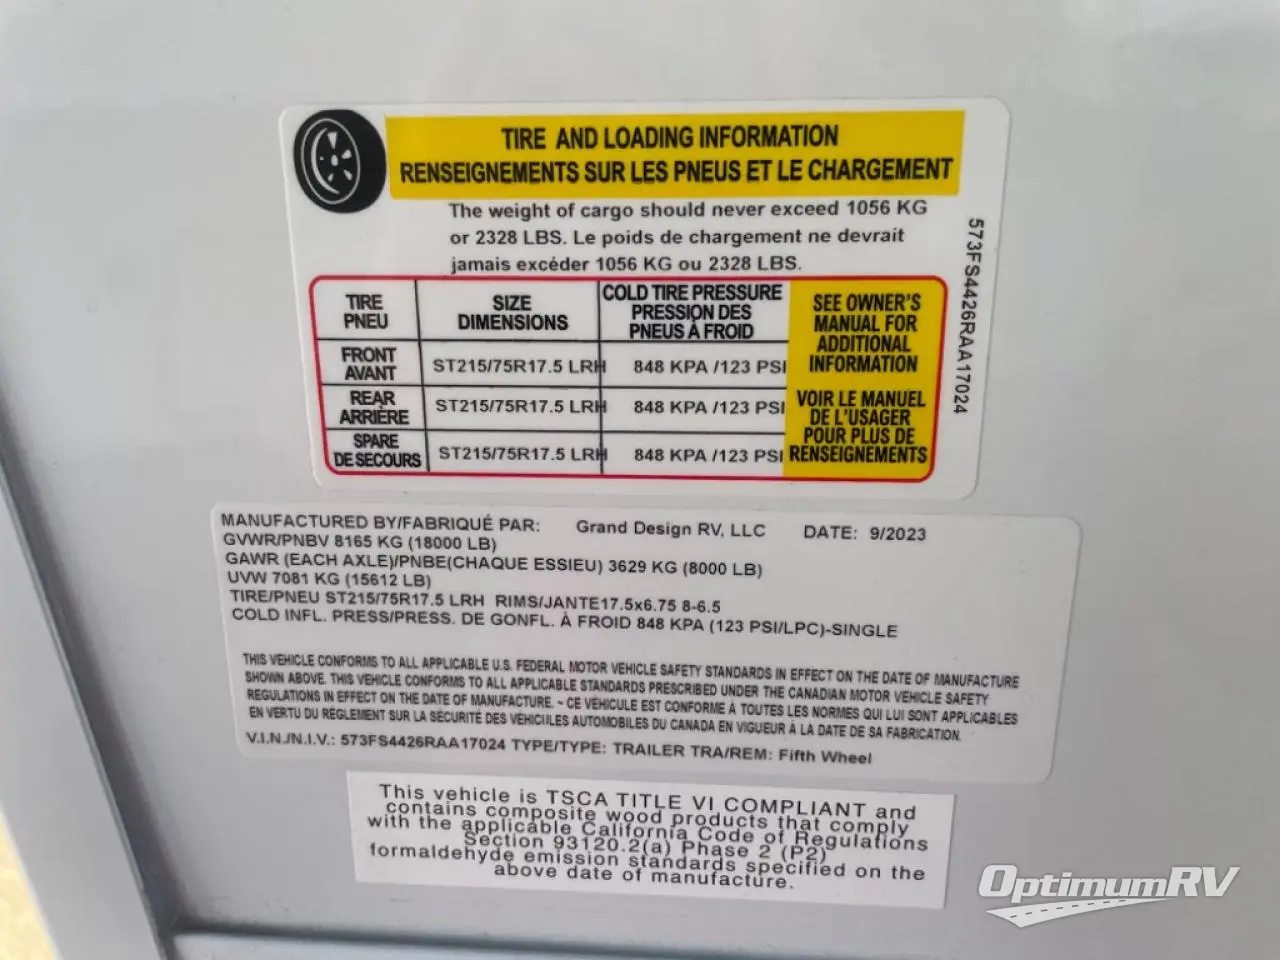 TIRE AND LOADING INFORMATION
RENSEIGNEMENTS SUR LES PNEUS ET LE CHARGEMENT
The weight of cargo should never exceed 1056 KG
or 2328 LBS. Le poids de chargement ne devrait
jamais excéder 1056 KG ou 2328 LBS.
TIRE
PNEU
SIZE
DIMENSIONS
COLD TIRE PRESSURE
PRESSION DES
PNEUS À FROID
FRONT
AVANT
ST215/75R17.5 LRH
848 KPA /123 PSI
REAR
ARRIÈRE
ST215/75R17.5 LRH
848 KPA /123 PSI
SPARE
DE SECOURS
ST215/75R17.5 LRH
848 KPA /123 PSI
SEE OWNER'S
MANUAL FOR
ADDITIONAL
INFORMATION
VOIR LE MANUEL
DE L'USAGER
POUR PLUS DE
RENSEIGNEMENTS
573FS4426RAA17024
MANUFACTURED BY/FABRIQUÉ PAR: Grand Design RV, LLC DATE: 9/2023
GVWR/PNBV 8165 KG (18000 LB)
GAWR (EACH AXLE)/PNBE(CHAQUE ESSIEU) 3629 KG (8000 LB)
UVW 7081 KG (15612 LB)
TIRE/PNEU ST215/75R17.5 LRH RIMS/JANTE17.5x6.75 8-6.5
COLD INFL. PRESS/PRESS. DE GONFL. À FROID 848 KPA (123 PSI/LPC)-SINGLE
THIS VEHICLE CONFORMS TO ALL APPLICABLE U.S. FEDERAL MOTOR VEHICLE SAFETY STANDARDS IN EFFECT ON THE DATE OF MANUFACTURE
SHOWN ABOVE. THIS VEHICLE CONFORMS TO ALL APPLICABLE STANDARDS PRESCRIBED UNDER THE CANADIAN MOTOR VEHICLE SAFETY
REGULATIONS IN EFFECT ON THE DATE OF MANUFACTURE. ~ CE VÉHICULE EST CONFORME À TOUTES LES NORMES QUI LUI SONT APPLICABLES
EN VERTU DU RÈGLEMENT SUR LA SÉCURITÉ DES VÉHICULES AUTOMOBILES DU CANADA EN VIGUEUR À LA DATE DE SA FABRICATION.
V.I.N./N.I.V.: 573FS4426RAA17024 TYPE/TYPE: TRAILER TRA/REM: Fifth Wheel
This vehicle is TSCA TITLE VI COMPLIANT and
contains composite wood products that comply
with the applicable California Code of Regulations
Section 93120.2(a) Phase 2 (P2)
formaldehyde emission standards specified on the
above date of manufacture.
OptimumRV